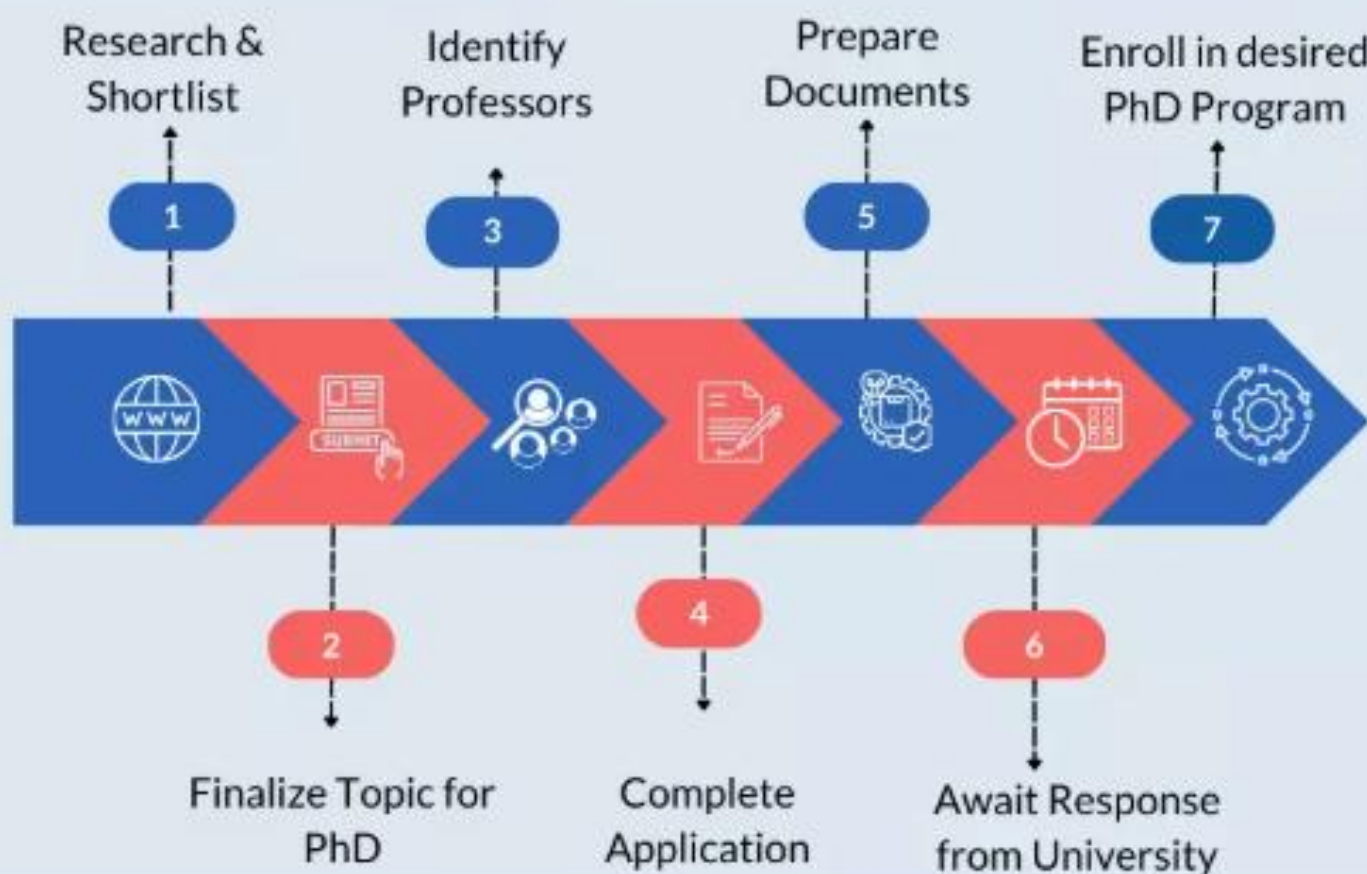 Research &
Shortlist
Identify
Professors
Prepare
Documents
Enroll in desired
PhD Program
1
3
5
7
WWW
SUBMIT
2
4
6
Finalize Topic for
PhD
Complete
Application
Await Response
from University